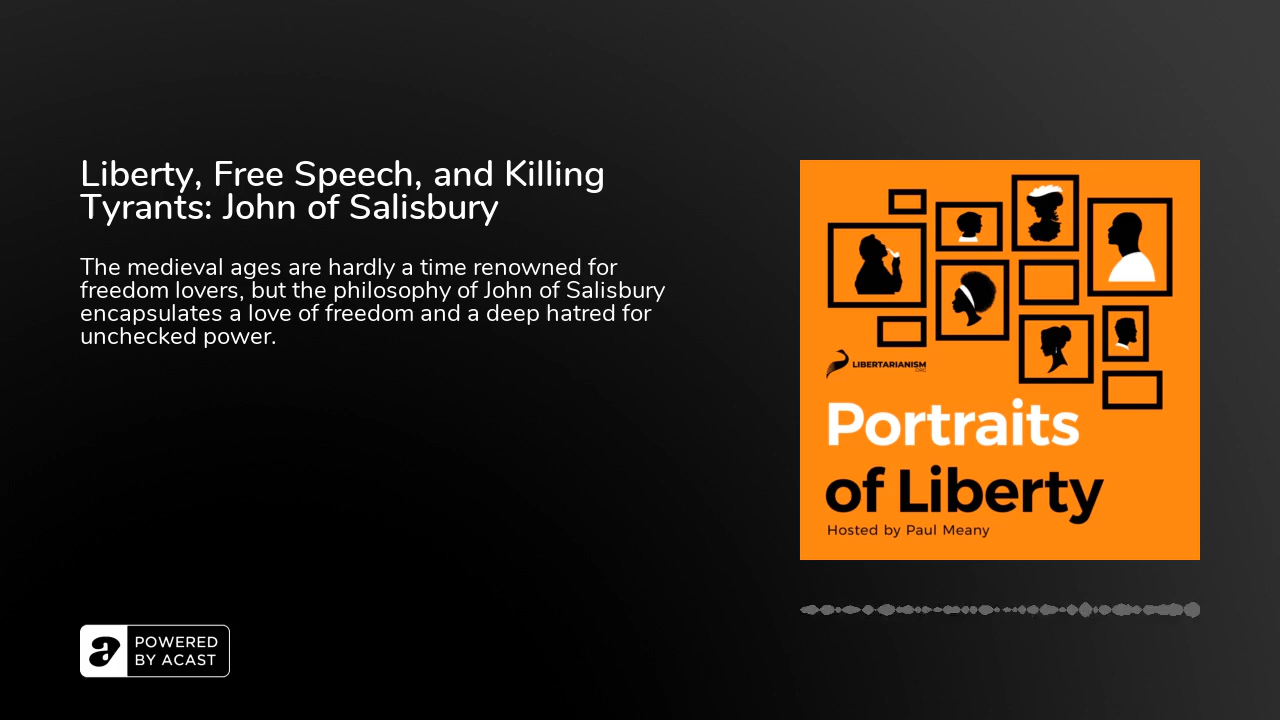 Liberty, Free Speech, and Killing
Tyrants: John of Salisbury
The medieval ages are hardly a time renowned for
freedom lovers, but the philosophy of John of Salisbury
encapsulates a love of freedom and a deep hatred for
unchecked power.
LIBERTARIANISM
.ORG
Portraits
of Liberty
Hosted by Paul Meany
POWERED
BY ACAST